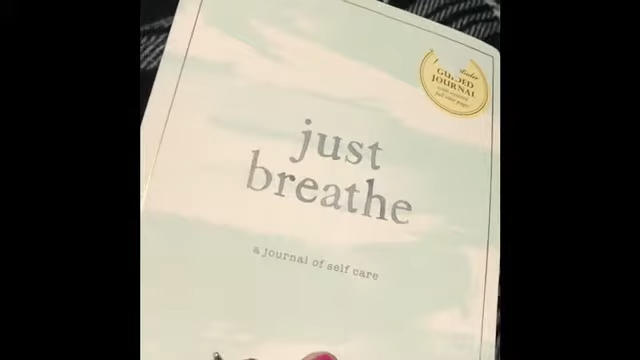 GUIDED
JOURNAL
just
breathe
a journal of self care